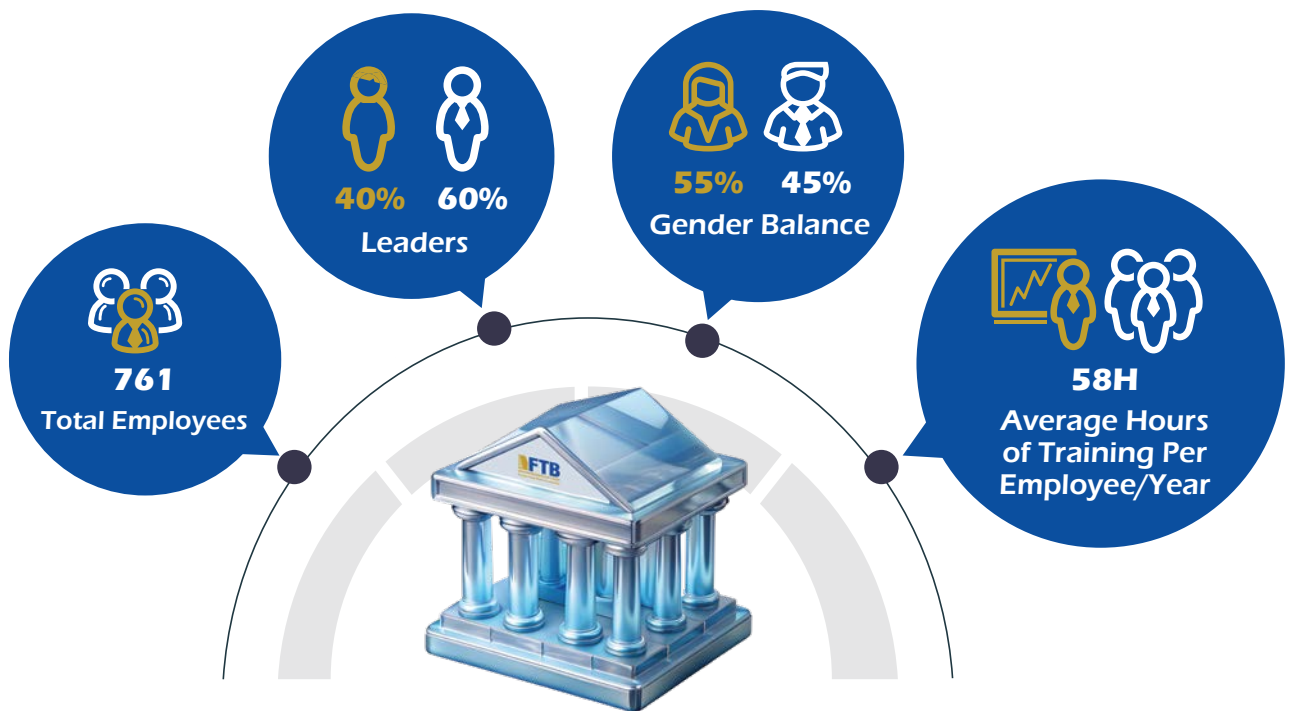 40% 60%
Leaders
55% 45%
Gender Balance
761
Total Employees
58H
Average Hours
of Training Per
Employee/Year
FTB